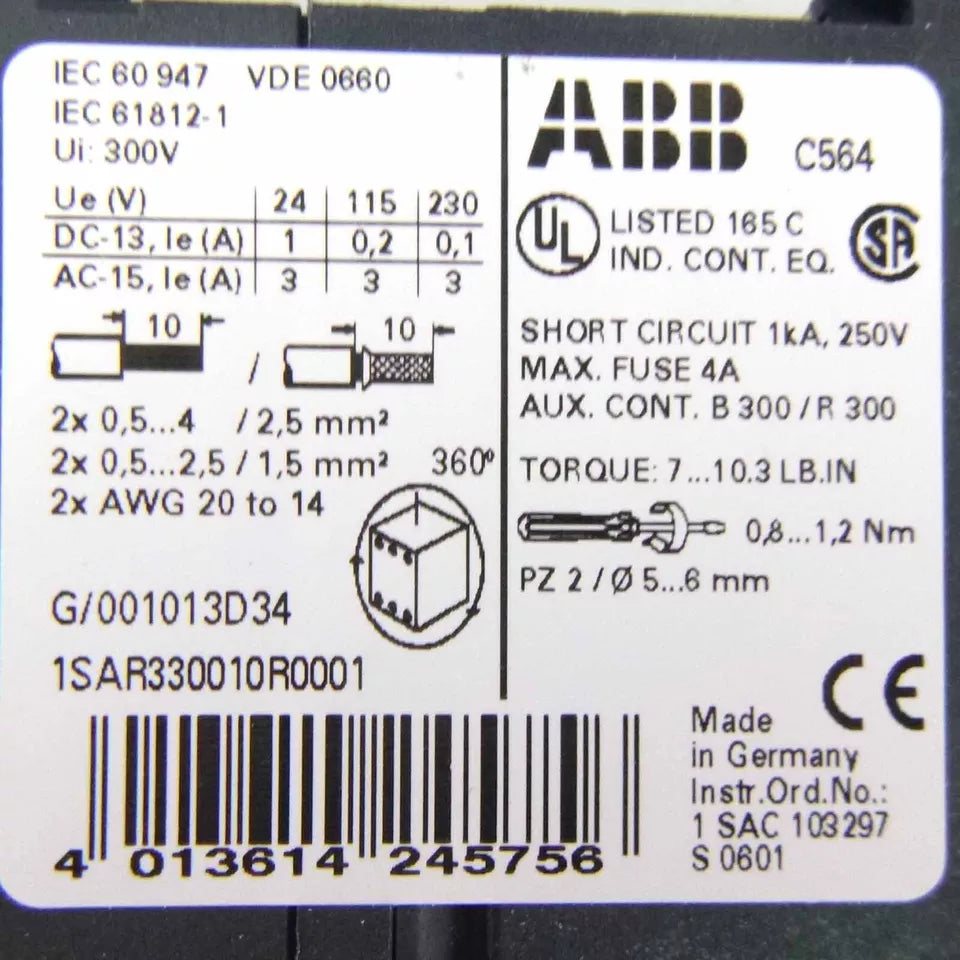 IEC 60 947 VDE 0660
IEC 61812-1
Ui: 300V
Ue (V) 24 115 230
DC-13, Ie (A) 1 0,2 0,1
AC-15, Ie (A) 3 3 3
10 / 10
2x 0,5...4 / 2,5 mm²
2x 0,5...2,5 / 1,5 mm² 360°
2x AWG 20 to 14
G/001013D34
1SAR330010R0001
4 013614 245756
ABB C564
UL LISTED 165 C
IND. CONT. EQ.
SA
SHORT CIRCUIT 1kA, 250V
MAX. FUSE 4A
AUX. CONT. B 300 / R 300
TORQUE: 7...10.3 LB.IN
0,8...1,2 Nm
PZ 2 / Ø 5...6 mm
CE
Made
in Germany
Instr.Ord.No.:
1 SAC 103297
S 0601